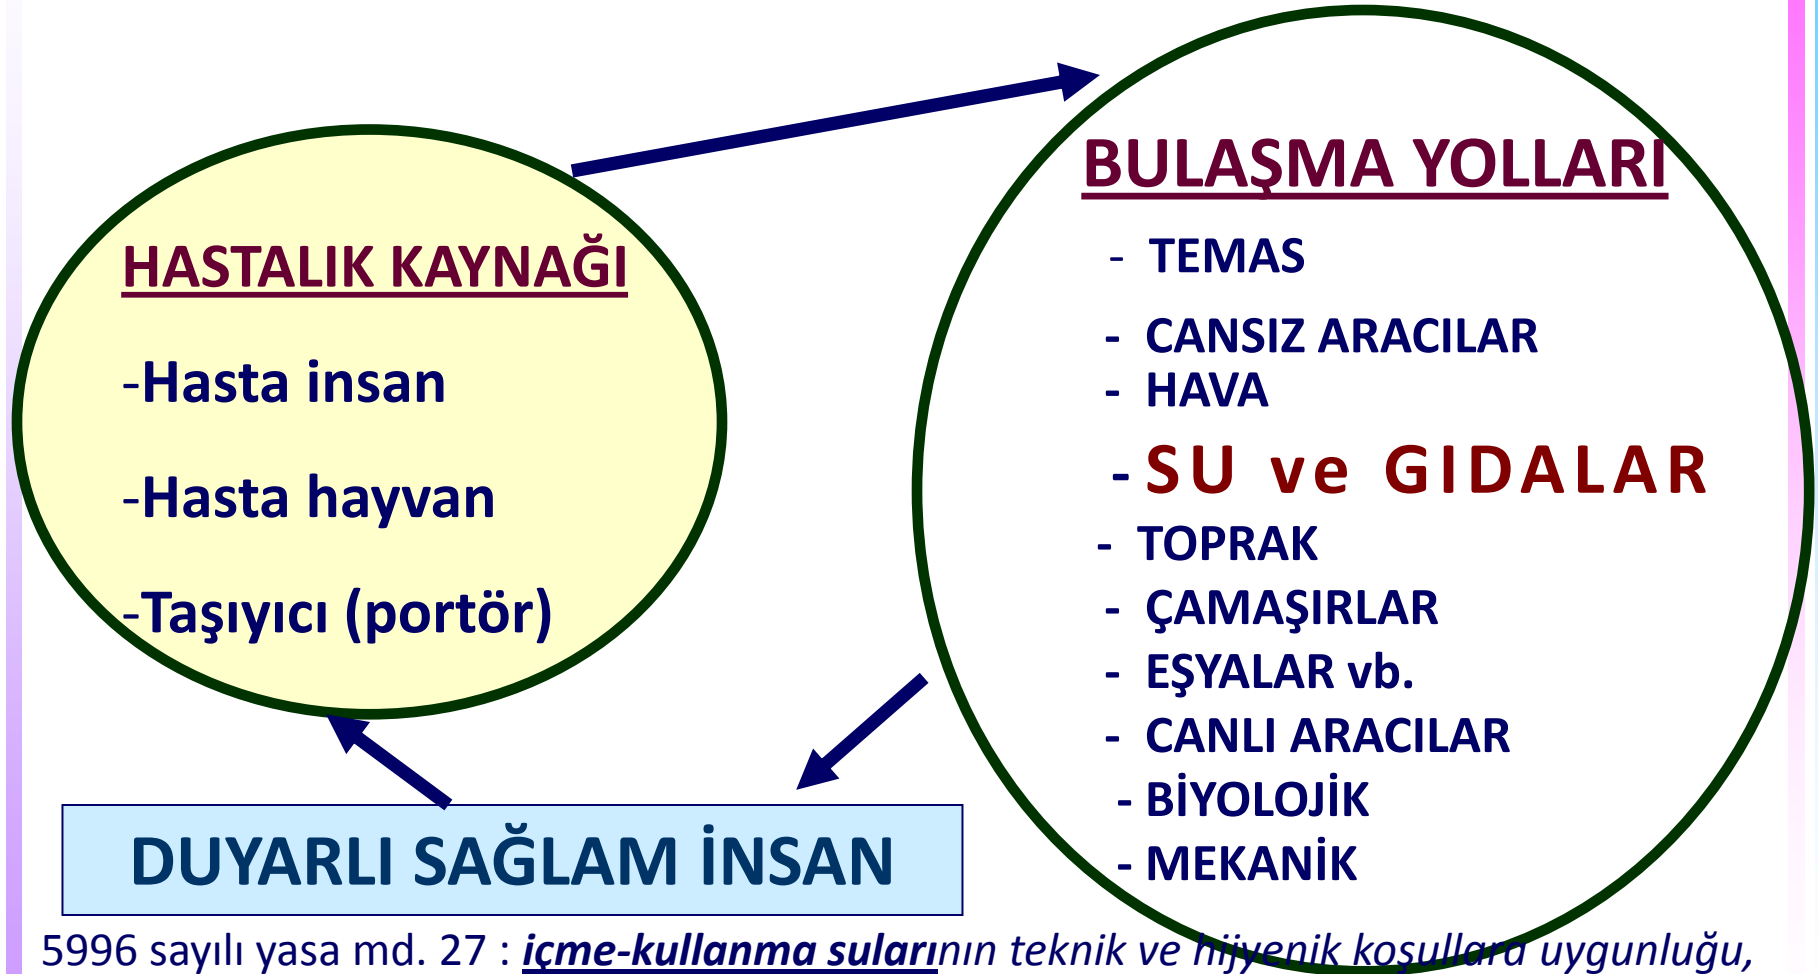 HASTALIK KAYNAĞI
-Hasta insan
-Hasta hayvan
-Taşıyıcı (portör)
BULAŞMA YOLLARI
- TEMAS
- CANSIZ ARACILAR
- HAVA
- SU ve GIDALAR
- TOPRAK
- ÇAMAŞIRLAR
- EŞYALAR vb.
- CANLI ARACILAR
- BİYOLOJİK
- MEKANİK
DUYARLI SAĞLAM İNSAN
5996 sayılı yasa md. 27 : içme-kullanma sularının teknik ve hijyenik koşullara uygunluğu,